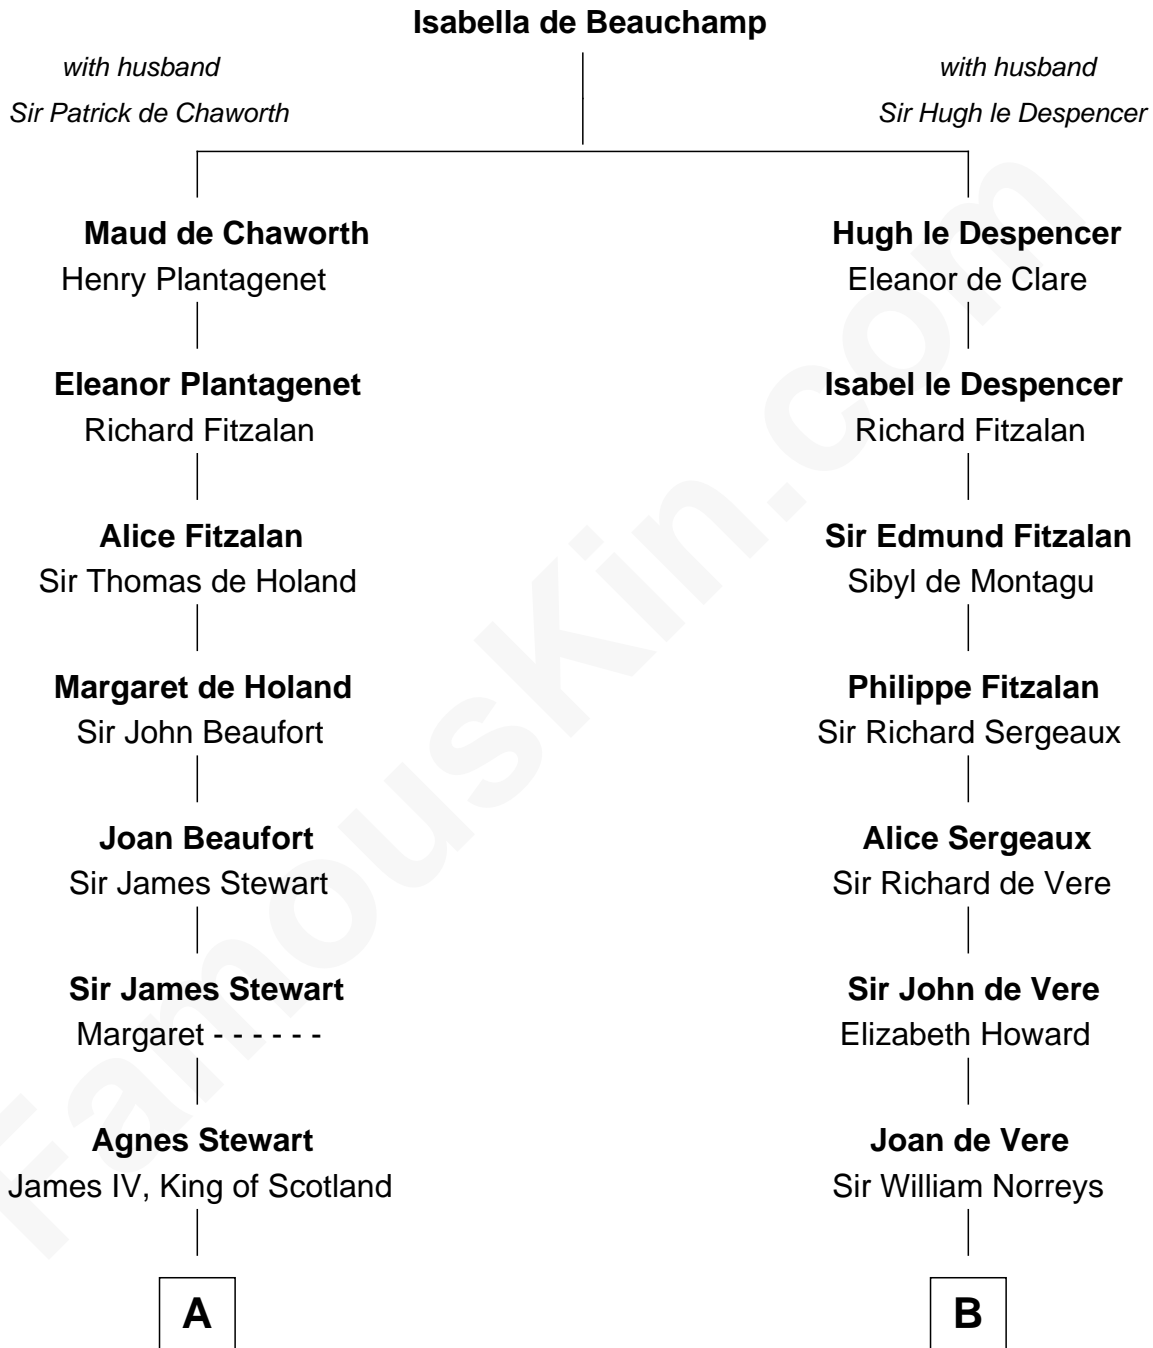 Isabella de Beauchamp
with husband
Sir Patrick de Chaworth
with husband
Sir Hugh le Despencer
Maud de Chaworth
Henry Plantagenet
Hugh le Despencer
Eleanor de Clare
Eleanor Plantagenet
Richard Fitzalan
Isabel le Despencer
Richard Fitzalan
Alice Fitzalan
Sir Thomas de Holand
Sir Edmund Fitzalan
Sibyl de Montagu
Margaret de Holand
Sir John Beaufort
Philippe Fitzalan
Sir Richard Sergeaux
Joan Beaufort
Sir James Stewart
Alice Sergeaux
Sir Richard de Vere
Sir James Stewart
Margaret - - - - - -
Sir John de Vere
Elizabeth Howard
Agnes Stewart
James IV, King of Scotland
Joan de Vere
Sir William Norreys
A
B
FamousKin.com